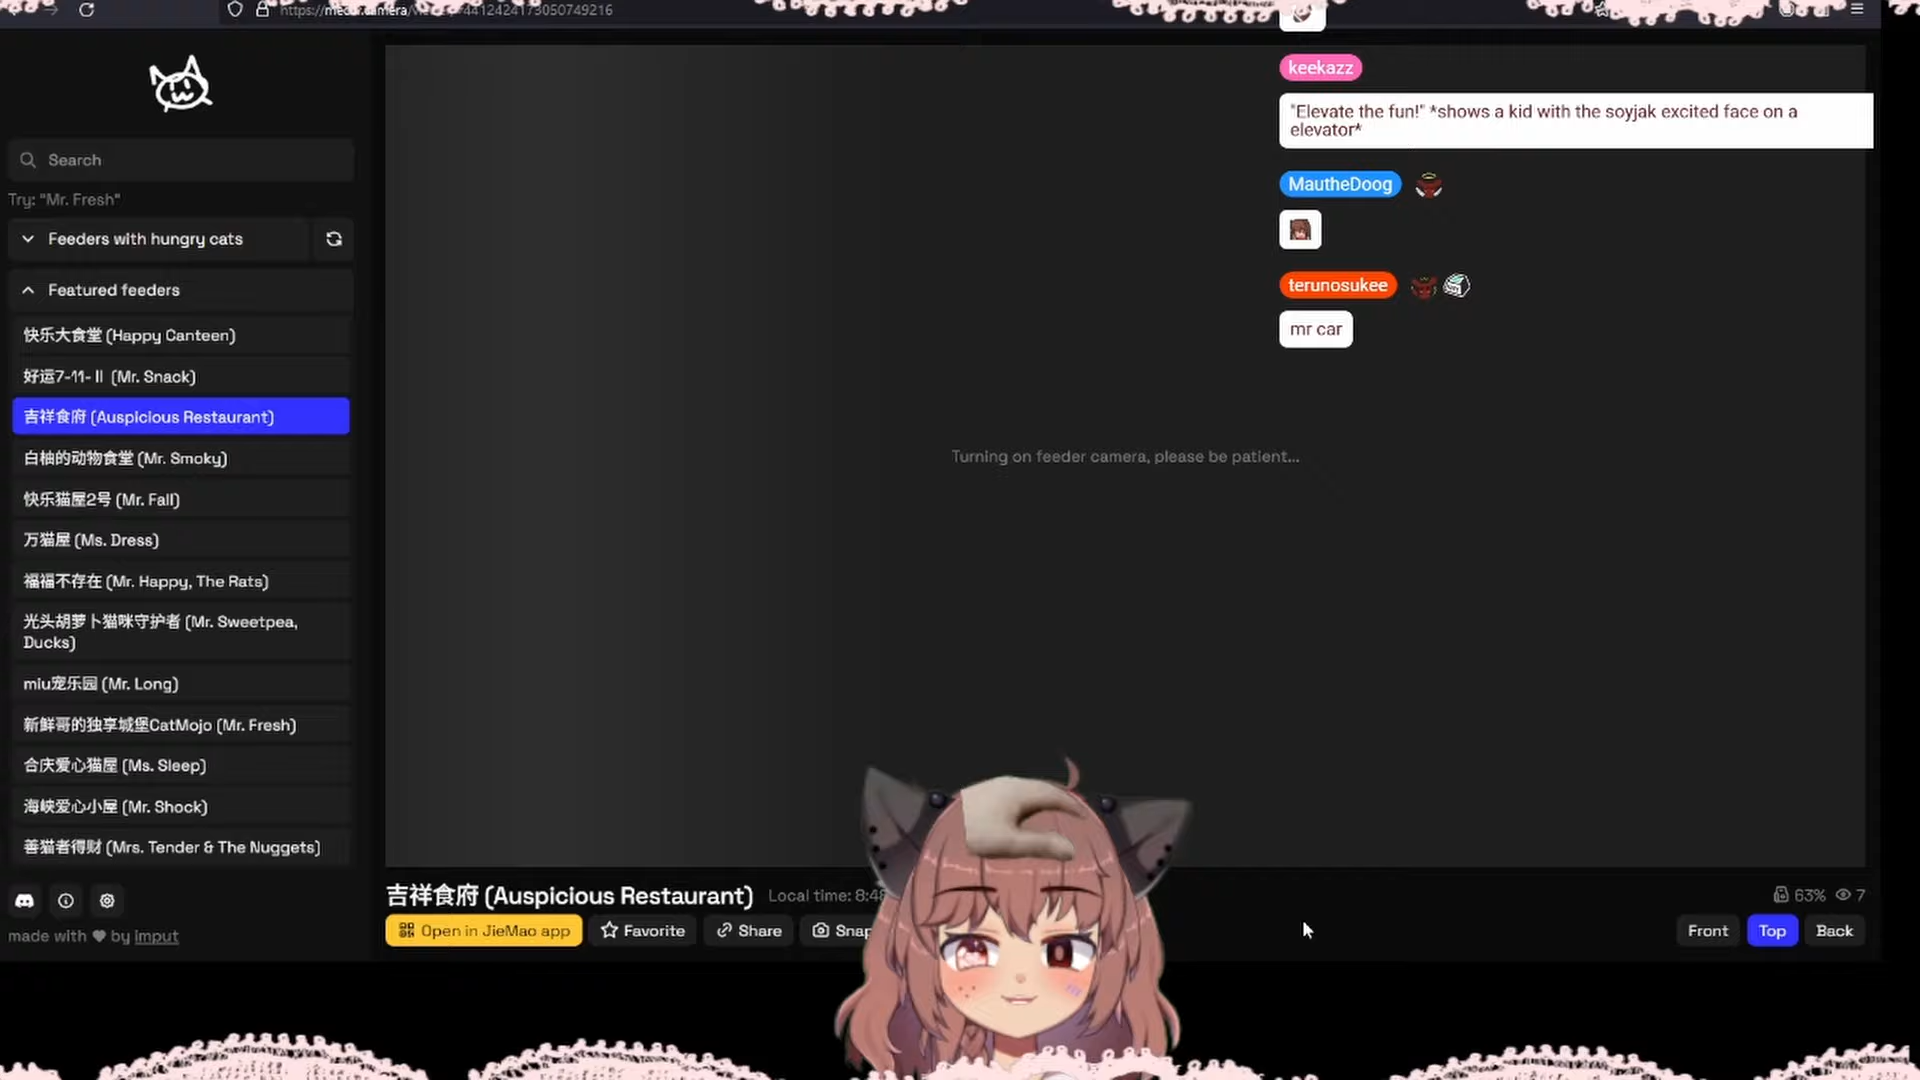 keekazz
"Elevate the fun!" *shows a kid with the soyjak excited face on a
elevator*
MautheDoog
terunosukee
mr car
Search
Try: "Mr. Fresh"
Feeders with hungry cats
Featured feeders
快乐大食堂 (Happy Canteen)
好运7-11-Ⅱ (Mr. Snack)
吉祥食府 (Auspicious Restaurant)
白柚的动物食堂 (Mr. Smoky)
快乐猫屋2号 (Mr. Fall)
万猫屋 (Ms. Dress)
福福不存在 (Mr. Happy, The Rats)
光头胡萝卜猫咪守护者 (Mr. Sweetpea,
Ducks)
miu宠乐园 (Mr. Long)
新鲜哥的独享城堡CatMojo (Mr. Fresh)
合庆爱心猫屋 (Ms. Sleep)
海峡爱心小屋 (Mr. Shock)
善猫者得财 (Mrs. Tender & The Nuggets)
made with by imput
Turning on feeder camera, please be patient...
吉祥食府 (Auspicious Restaurant) Local time:
63% 7
Open in JieMao app
Favorite
Share
Snap
Front
Top
Back